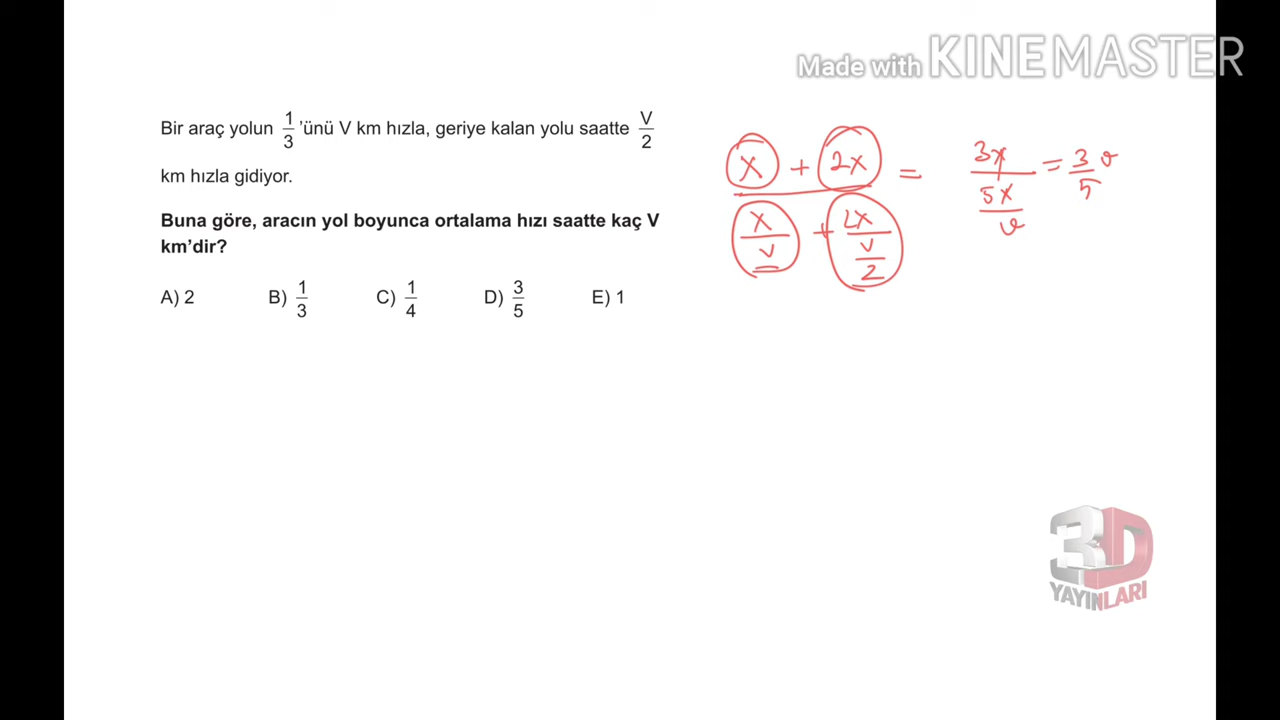 Made with KINEMASTER
Bir araç yolun 1/3 'ünü V km hızla, geriye kalan yolu saatte V/2
km hızla gidiyor.
Buna göre, aracın yol boyunca ortalama hızı saatte kaç V
km'dir?
A) 2 B) 1/3 C) 1/4 D) 3/5 E) 1
(x + 2x) / (x/v + 2x/(v/2)) = 3x/(5x/v) = 3/5 v
3D
YAYINLARI